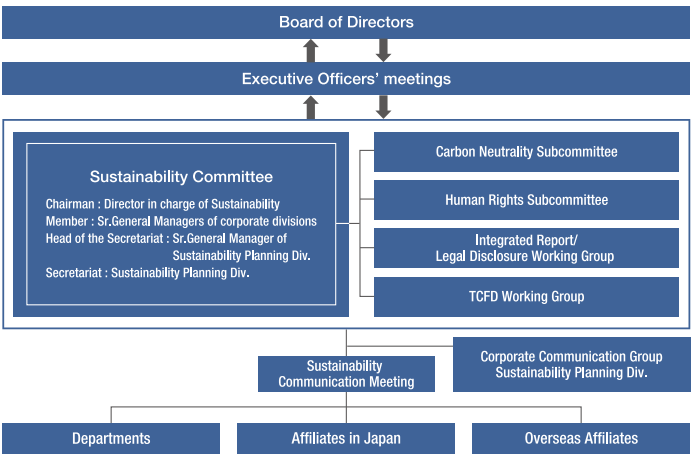 Board of Directors
Executive Officers' meetings
Sustainability Committee
Chairman : Director in charge of Sustainability
Member : Sr.General Managers of corporate divisions
Head of the Secretariat : Sr.General Manager of
Sustainability Planning Div.
Secretariat : Sustainability Planning Div.
Carbon Neutrality Subcommittee
Human Rights Subcommittee
Integrated Report/
Legal Disclosure Working Group
TCFD Working Group
Sustainability
Communication Meeting
Corporate Communication Group
Sustainability Planning Div.
Departments
Affiliates in Japan
Overseas Affiliates